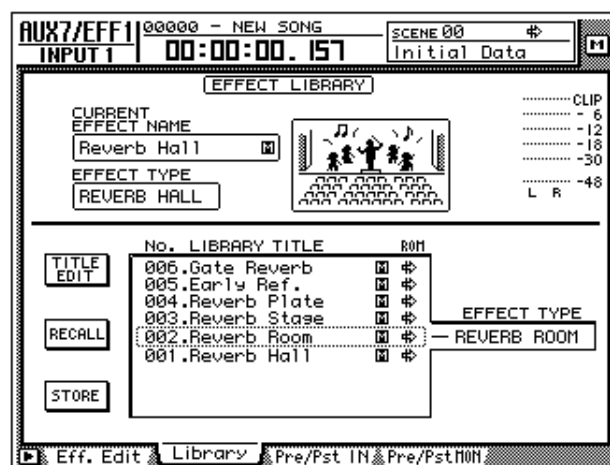 AUX7/EFF1 00000 - NEW SONG SCENE 00
INPUT 1 00:00:00.157 Initial Data M
EFFECT LIBRARY
CURRENT
EFFECT NAME
Reverb Hall M
EFFECT TYPE
REVERB HALL
CLIP
- 6
-12
-18
-30
-48
L R
No. LIBRARY TITLE ROM
TITLE EDIT
RECALL
STORE
006.Gate Reverb M
005.Early Ref. M
004.Reverb Plate M
003.Reverb Stage M
002.Reverb Room M
001.Reverb Hall M
EFFECT TYPE
REVERB ROOM
Eff. Edit Library Pre/Pst IN Pre/PstMON